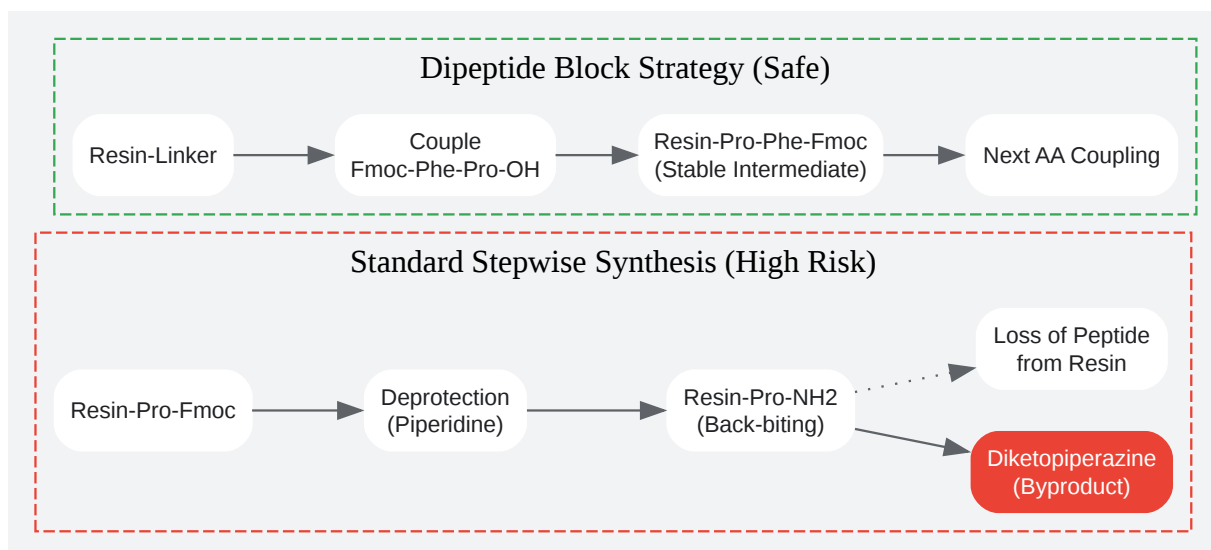 Dipeptide Block Strategy (Safe)
Resin-Linker
Couple
Fmoc-Phe-Pro-OH
Resin-Pro-Phe-Fmoc
(Stable Intermediate)
Next AA Coupling
Standard Stepwise Synthesis (High Risk)
Resin-Pro-Fmoc
Deprotection
(Piperidine)
Resin-Pro-NH2
(Back-biting)
Loss of Peptide
from Resin
Diketopiperazine
(Byproduct)